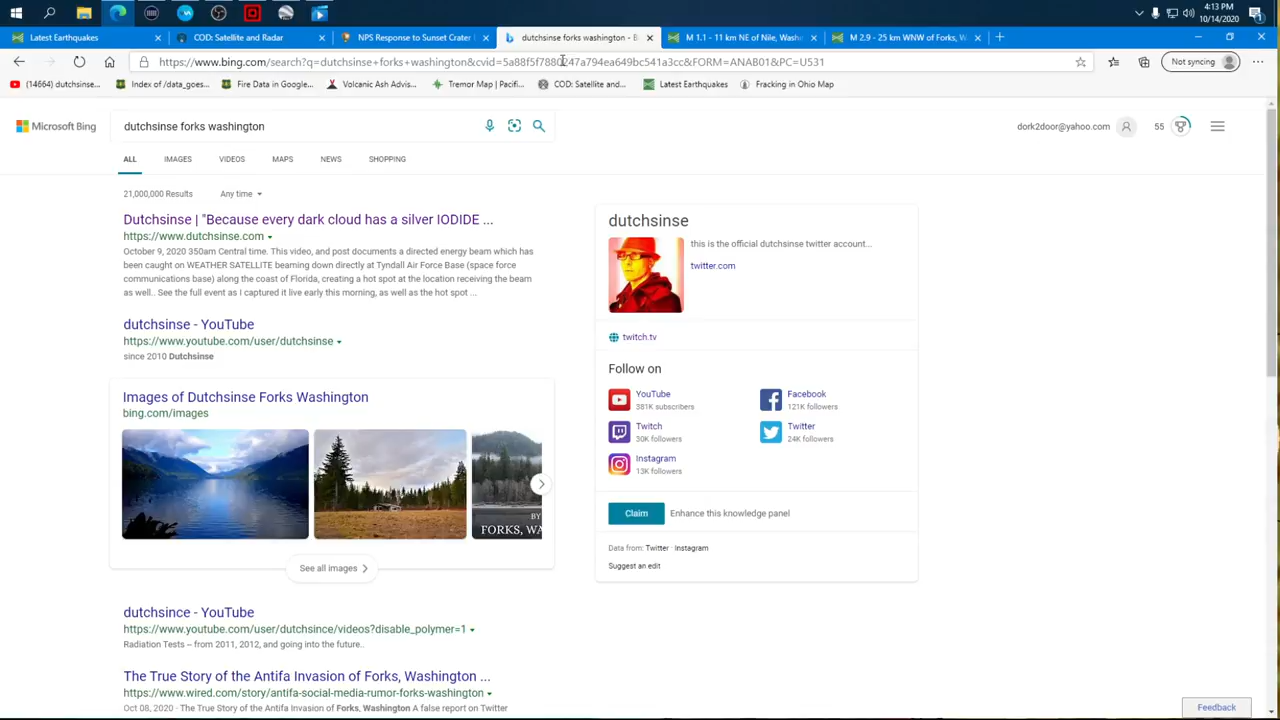 4:13 PM
10/14/2020
Latest Earthquakes
COD: Satellite and Radar
NPS Response to Sunset Crater
dutchsinse forks washington - B
M 1.1 - 11 km NE of Nile, Washi
M 2.9 - 25 km WNW of Forks, W
https://www.bing.com/search?q=dutchsinse+forks+washington&cvid=5a88f5f7880247a794ea649bc541a3cc&FORM=ANAB01&PC=U531
Not syncing
(14664) dutchsinse...
Index of /data_goes...
Fire Data in Google...
Volcanic Ash Advis...
Tremor Map | Pacifi...
COD: Satellite and...
Latest Earthquakes
Fracking in Ohio Map
Microsoft Bing
dutchsinse forks washington
dork2door@yahoo.com
55
ALL
IMAGES
VIDEOS
MAPS
NEWS
SHOPPING
21,000,000 Results
Any time
Dutchsinse | "Because every dark cloud has a silver IODIDE ...
https://www.dutchsinse.com
October 9, 2020 350am Central time. This video, and post documents a directed energy beam which has
been caught on WEATHER SATELLITE beaming down directly at Tyndall Air Force Base (space force
communications base) along the coast of Florida, creating a hot spot at the location receiving the beam
as well.. See the full event as I captured it live early this morning, as well as the hot spot ...
dutchsinse - YouTube
https://www.youtube.com/user/dutchsinse
since 2010 Dutchsinse
Images of Dutchsinse Forks Washington
bing.com/images
BY
FORKS, WA
See all images
dutchsince - YouTube
https://www.youtube.com/user/dutchsince/videos?disable_polymer=1
Radiation Tests -- from 2011, 2012, and going into the future..
The True Story of the Antifa Invasion of Forks, Washington ...
https://www.wired.com/story/antifa-social-media-rumor-forks-washington
Oct 08, 2020 · The True Story of the Antifa Invasion of Forks, Washington A false report on Twitter
dutchsinse
this is the official dutchsinse twitter account...
twitter.com
twitch.tv
Follow on
YouTube
381K subscribers
Facebook
121K followers
Twitch
30K followers
Twitter
24K followers
Instagram
13K followers
Claim
Enhance this knowledge panel
Data from: Twitter · Instagram
Suggest an edit
Feedback